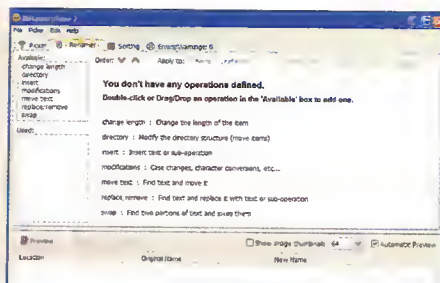 File Picker Edit Help
Picker Renamer Sorting Errors/Warnings: 0
Available:
change length
directory
insert
modifications
move text
replace/remove
swap
Used:
Order: Apply to:
You don't have any operations defined.
Double-click or Drag/Drop an operation in the 'Available' box to add one.
change length : Change the length of the item
directory : Modify the directory structure (move items)
insert : Insert text or sub-operation
modifications : Case changes, character conversions, etc...
move text : Find text and move it
replace/remove : Find text and replace it with text or sub-operation
swap : Find two portions of text and swap them
Preview
Show image thumbnails 64 Automatic Preview
Location Original Name New Name